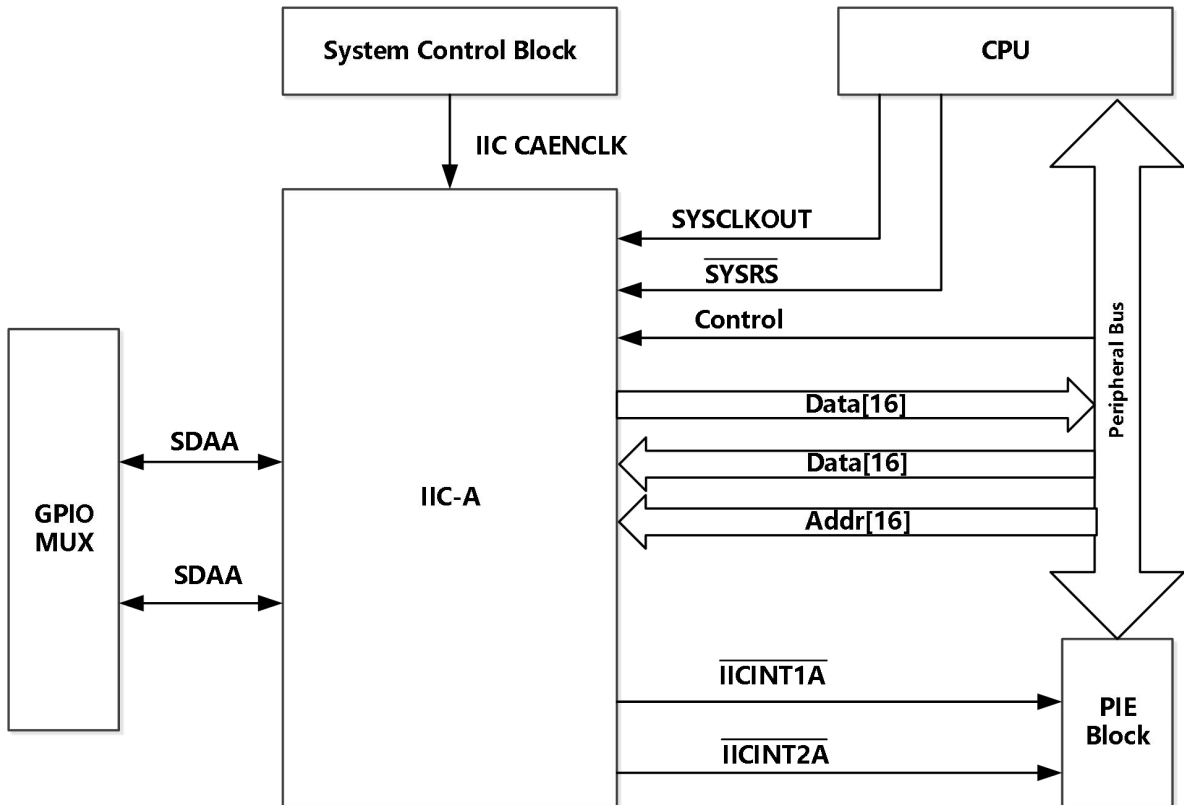 System Control Block
CPU
IIC CAENCLK
SYSCLKOUT
SYSRS
Control
Peripheral Bus
Data[16]
SDAA
Data[16]
IIC-A
GPIO
MUX
Addr[16]
SDAA
IICINT1A
PIE
Block
IICINT2A